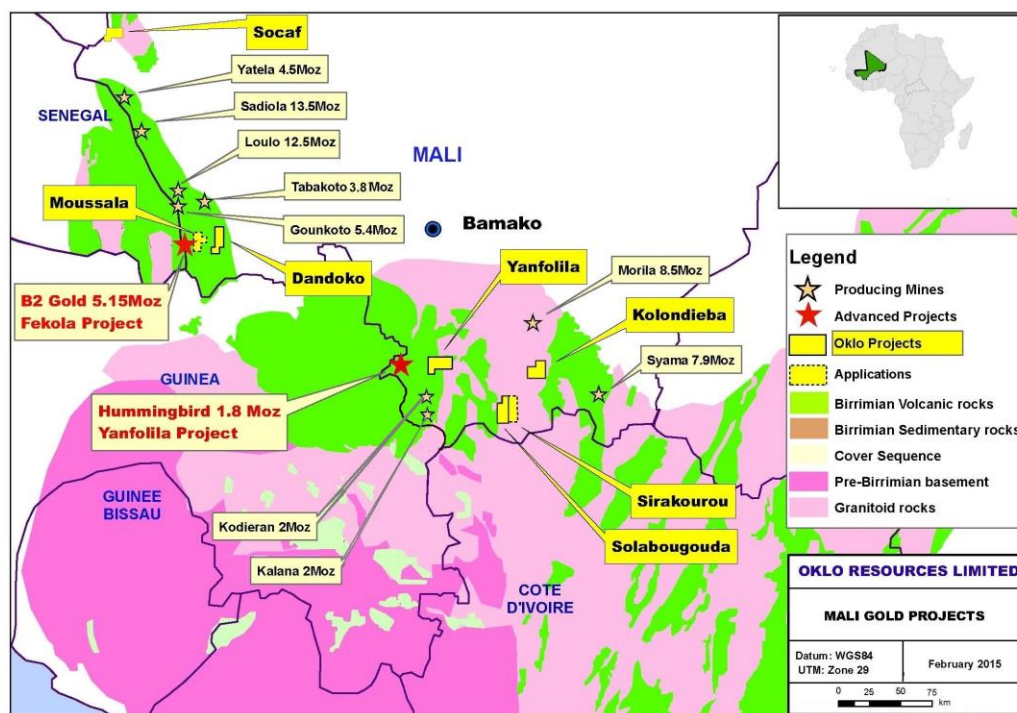 Socaf
Yatela 4.5Moz
SENEGAL
Sadiola 13.5Moz
Loulo 12.5Moz
MALI
Tabakoto 3.8Moz
Moussala
Gounkoto 5.4Moz
Bamako
Dandoko
Yanfolila
Morila 8.5Moz
B2 Gold 5.15Moz
Fekola Project
Kolondieba
Syama 7.9Moz
GUINEA
Hummingbird 1.8 Moz
Yanfolila Project
GUINEE
BISSAU
Sirakourou
Kodieran 2Moz
Solabougouda
Kalana 2Moz
COTE
D'IVOIRE
Legend
Producing Mines
Advanced Projects
Oklo Projects
Applications
Birrimian Volcanic rocks
Birrimian Sedimentary rocks
Cover Sequence
Pre-Birrimian basement
Granitoid rocks
OKLO RESOURCES LIMITED
MALI GOLD PROJECTS
Datum: WGS84
UTM: Zone 29
February 2015
0 25 50 75
km